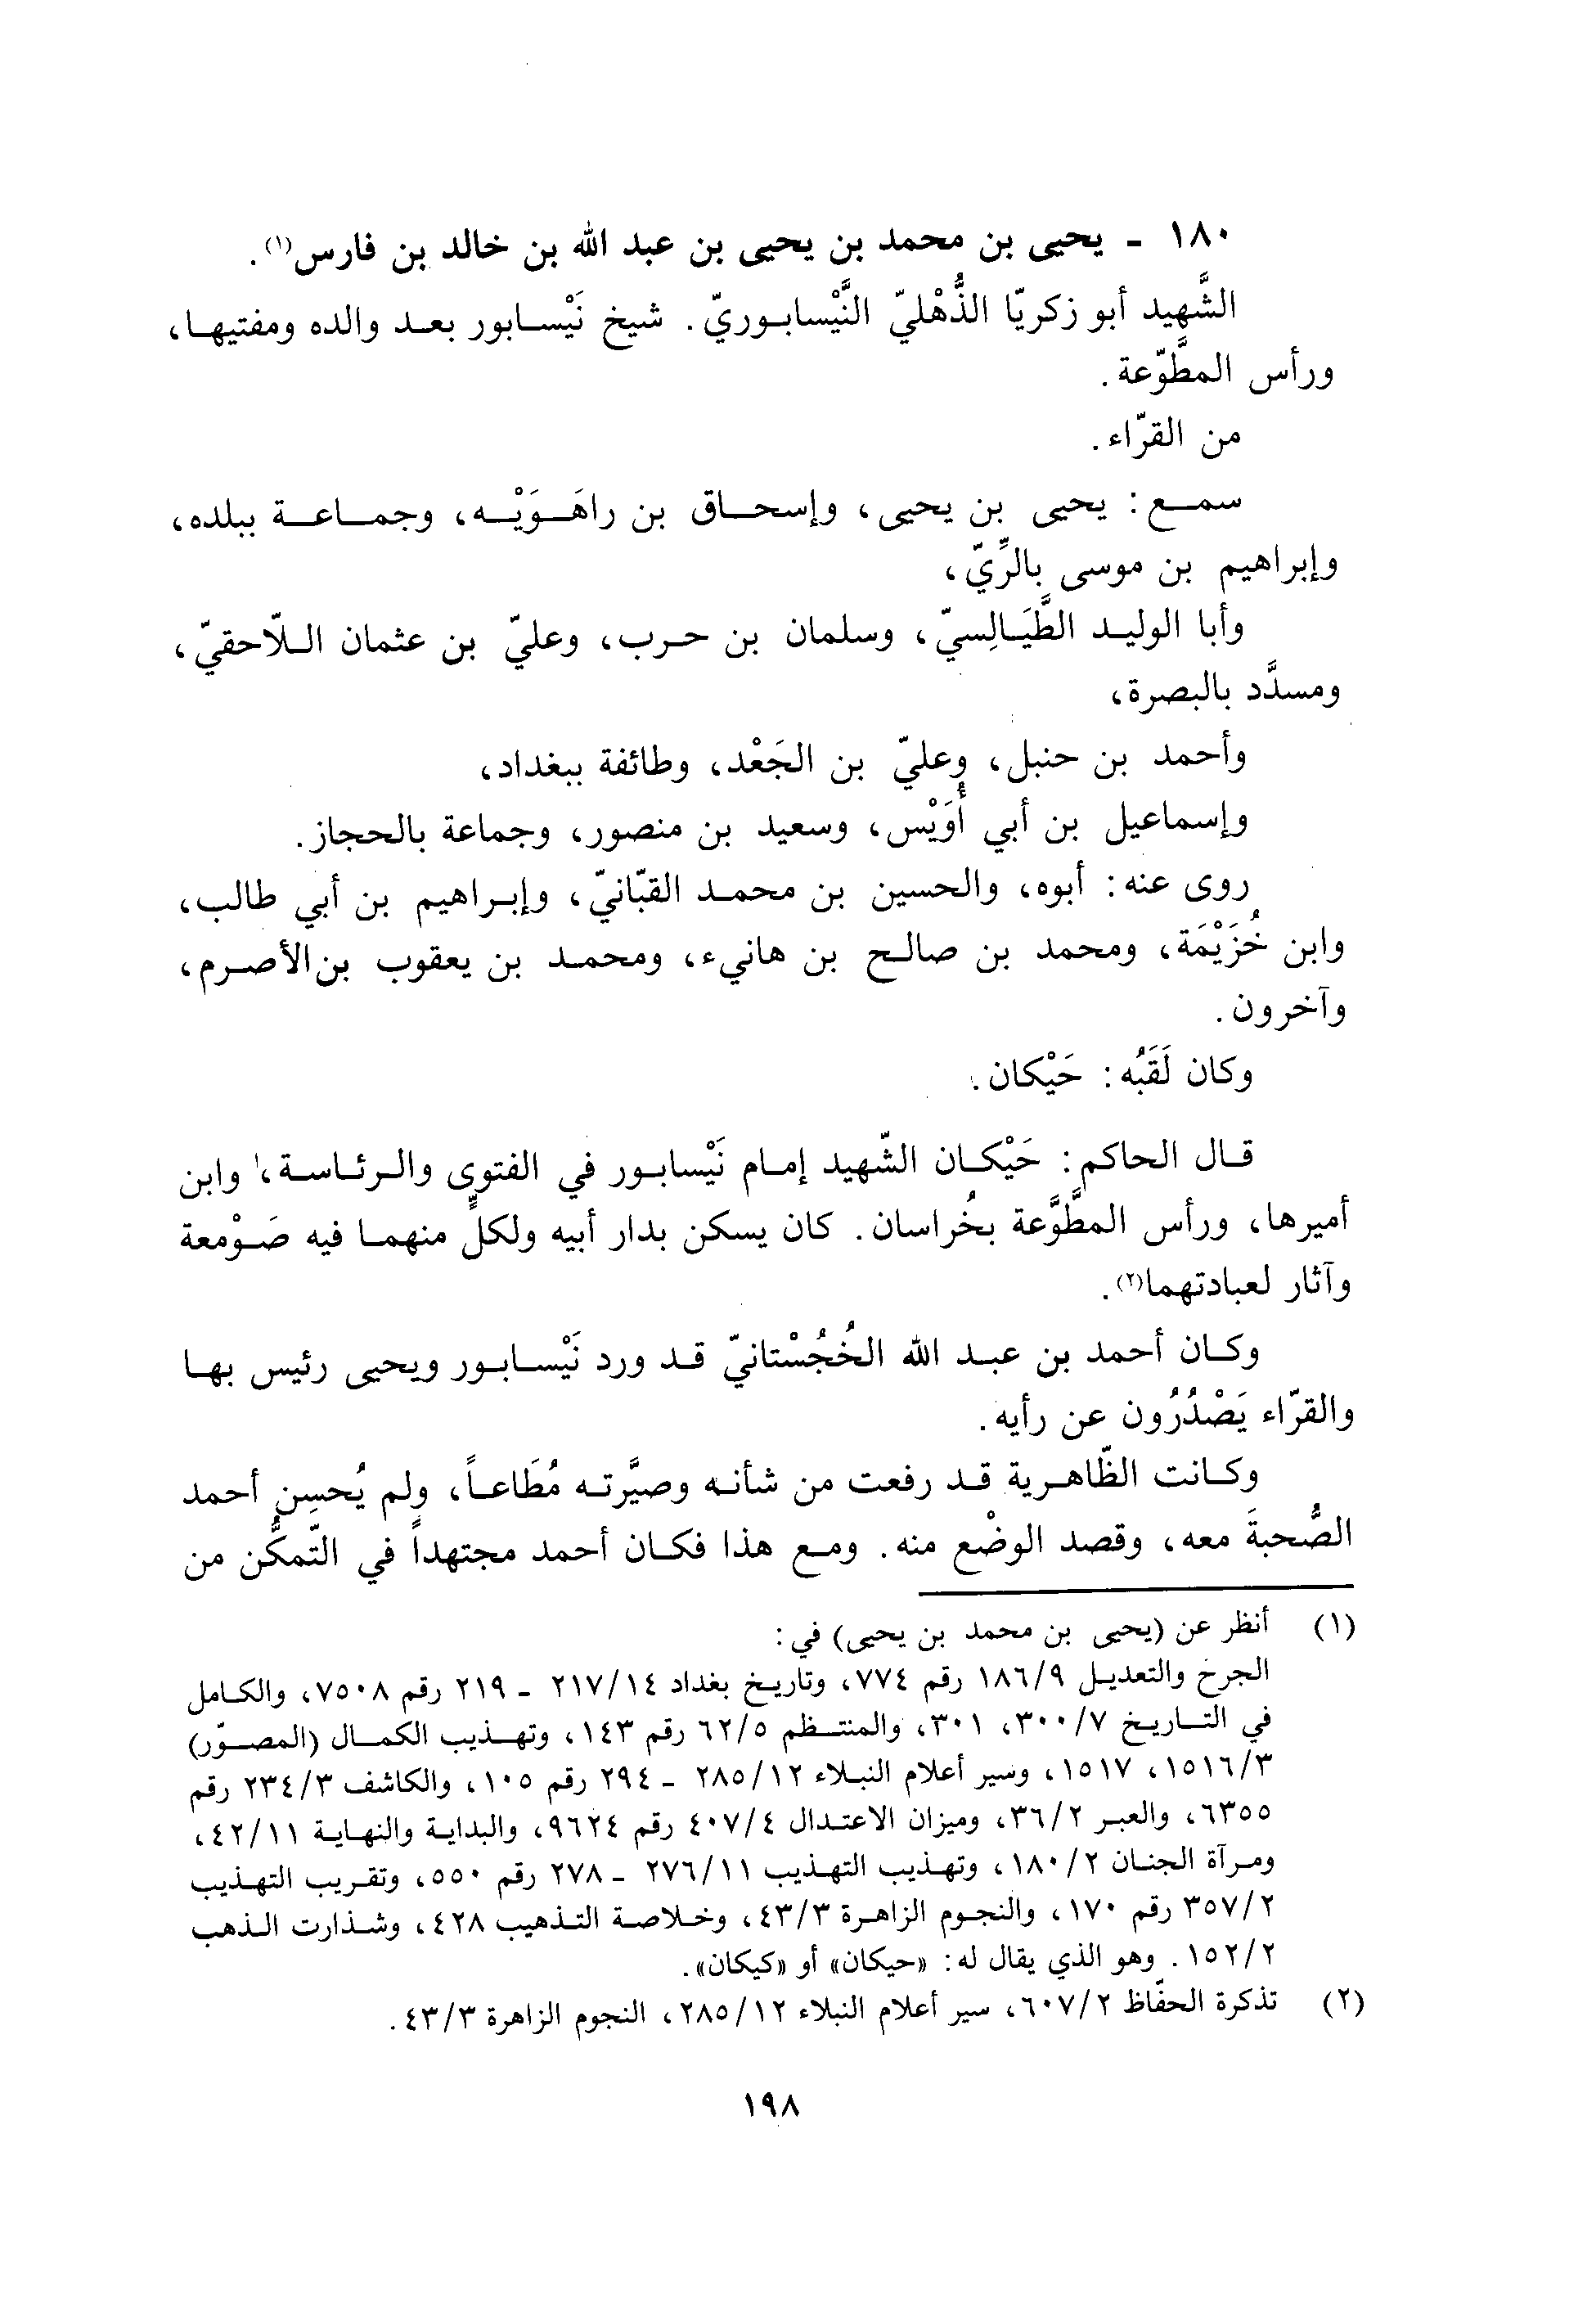 ١٨٠ - يحيى بن محمد بن يحيى بن عبد الله بن خالد بن فارس(١).
الشَّهيد أبو زكريّا الذُّهْليّ النَّيْسابوريّ. شيخ نَيْسابور بعد والده ومفتيها،
ورأس المطَّوّعة.
من القرّاء.
سمع: يحيى بن يحيى، وإسحاق بن راهَوَيْه، وجماعة ببلده،
وإبراهيم بن موسى بالرِّيّ،
وأبا الوليد الطَّيَالِسيّ، وسلمان بن حرب، وعليّ بن عثمان اللّاحقيّ،
ومسدَّد بالبصرة،
وأحمد بن حنبل، وعليّ بن الجَعْد، وطائفة ببغداد،
وإسماعيل بن أبي أُوَيْس، وسعيد بن منصور، وجماعة بالحجاز.
روى عنه: أبوه، والحسين بن محمد القبّانيّ، وإبراهيم بن أبي طالب،
وابن خُزَيْمَة، ومحمد بن صالح بن هانيء، ومحمد بن يعقوب بن الأصرم،
وآخرون.
وكان لَقَبُه: حَيْكان.
قال الحاكم: حَيْكان الشّهيد إمام نَيْسابور في الفتوى والرئاسة، وابن
أميرها، ورأس المطَّوَّعة بخُراسان. كان يسكن بدار أبيه ولكلٍّ منهما فيه صَوْمعة
وآثار لعبادتهما(٢).
وكان أحمد بن عبد الله الخُجُسْتانيّ قد ورد نَيْسابور ويحيى رئيس بها
والقرّاء يَصْدُرُون عن رأيه.
وكانت الظّاهرية قد رفعت من شأنه وصيَّرته مُطَاعاً، ولم يُحسِن أحمد
الصُّحبةَ معه، وقصد الوضْع منه. ومع هذا فكان أحمد مجتهداً في التّمكُّن من
(١) أنظر عن (يحيى بن محمد بن يحيى) في:
الجرح والتعديل ١٨٦/٩ رقم ٧٧٤، وتاريخ بغداد ٢١٧/١٤ - ٢١٩ رقم ٧٥٠٨، والكامل
في التاريخ ٣٠٠/٧، ٣٠١، والمنتظم ٦٢/٥ رقم ١٤٣، وتهذيب الكمال (المصوّر)
١٥١٦/٣، ١٥١٧، وسير أعلام النبلاء ٢٨٥/١٢ - ٢٩٤ رقم ١٠٥، والكاشف ٢٣٤/٣ رقم
٦٣٥٥، والعبر ٣٦/٢، وميزان الاعتدال ٤٠٧/٤ رقم ٩٦٢٤، والبداية والنهاية ٤٢/١١،
ومرآة الجنان ١٨٠/٢، وتهذيب التهذيب ٢٧٦/١١ - ٢٧٨ رقم ٥٥٠، وتقريب التهذيب
٣٥٧/٢ رقم ١٧٠، والنجوم الزاهرة ٤٣/٣، وخلاصة التذهيب ٤٢٨، وشذارت الذهب
١٥٢/٢. وهو الذي يقال له: «حيكان» أو «كيكان».
(٢) تذكرة الحفّاظ ٦٠٧/٢، سير أعلام النبلاء ٢٨٥/١٢، النجوم الزاهرة ٤٣/٣.
١٩٨